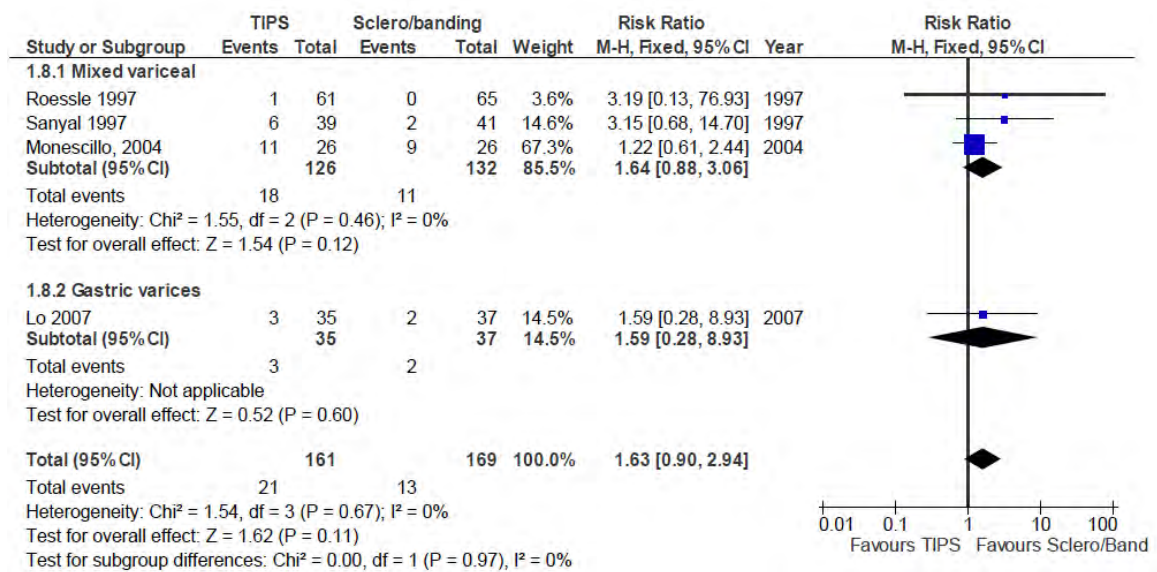 TIPS Sclero/banding Risk Ratio Risk Ratio
Study or Subgroup Events Total Events Total Weight M-H, Fixed, 95% CI Year M-H, Fixed, 95% CI
1.8.1 Mixed variceal
Roessle 1997 1 61 0 65 3.6% 3.19 [0.13, 76.93] 1997
Sanyal 1997 6 39 2 41 14.6% 3.15 [0.68, 14.70] 1997
Monescillo, 2004 11 26 9 26 67.3% 1.22 [0.61, 2.44] 2004
Subtotal (95% CI) 126 132 85.5% 1.64 [0.88, 3.06]
Total events 18 11
Heterogeneity: Chi² = 1.55, df = 2 (P = 0.46); I² = 0%
Test for overall effect: Z = 1.54 (P = 0.12)
1.8.2 Gastric varices
Lo 2007 3 35 2 37 14.5% 1.59 [0.28, 8.93] 2007
Subtotal (95% CI) 35 37 14.5% 1.59 [0.28, 8.93]
Total events 3 2
Heterogeneity: Not applicable
Test for overall effect: Z = 0.52 (P = 0.60)
Total (95% CI) 161 169 100.0% 1.63 [0.90, 2.94]
Total events 21 13
Heterogeneity: Chi² = 1.54, df = 3 (P = 0.67); I² = 0%
Test for overall effect: Z = 1.62 (P = 0.11)
Test for subgroup differences: Chi² = 0.00, df = 1 (P = 0.97), I² = 0%
0.01 0.1 1 10 100
Favours TIPS Favours Sclero/Band